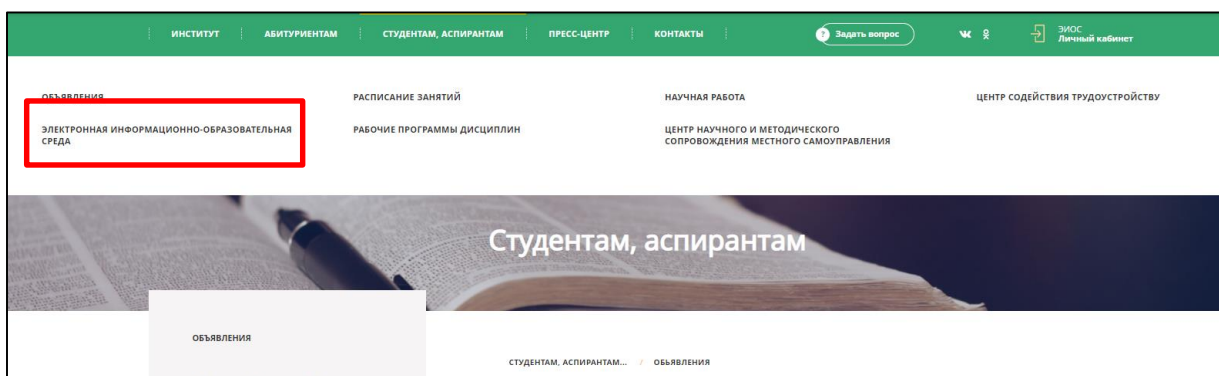 ИНСТИТУТ АБИТУРИЕНТАМ СТУДЕНТАМ, АСПИРАНТАМ ПРЕСС-ЦЕНТР КОНТАКТЫ ? Задать вопрос ЭИОС
Личный кабинет
ОБЪЯВЛЕНИЯ РАСПИСАНИЕ ЗАНЯТИЙ НАУЧНАЯ РАБОТА ЦЕНТР СОДЕЙСТВИЯ ТРУДОУСТРОЙСТВУ
ЭЛЕКТРОННАЯ ИНФОРМАЦИОННО-ОБРАЗОВАТЕЛЬНАЯ
СРЕДА
РАБОЧИЕ ПРОГРАММЫ ДИСЦИПЛИН
ЦЕНТР НАУЧНОГО И МЕТОДИЧЕСКОГО
СОПРОВОЖДЕНИЯ МЕСТНОГО САМОУПРАВЛЕНИЯ
Студентам, аспирантам
ОБЪЯВЛЕНИЯ
СТУДЕНТАМ, АСПИРАНТАМ... / ОБЪЯВЛЕНИЯ